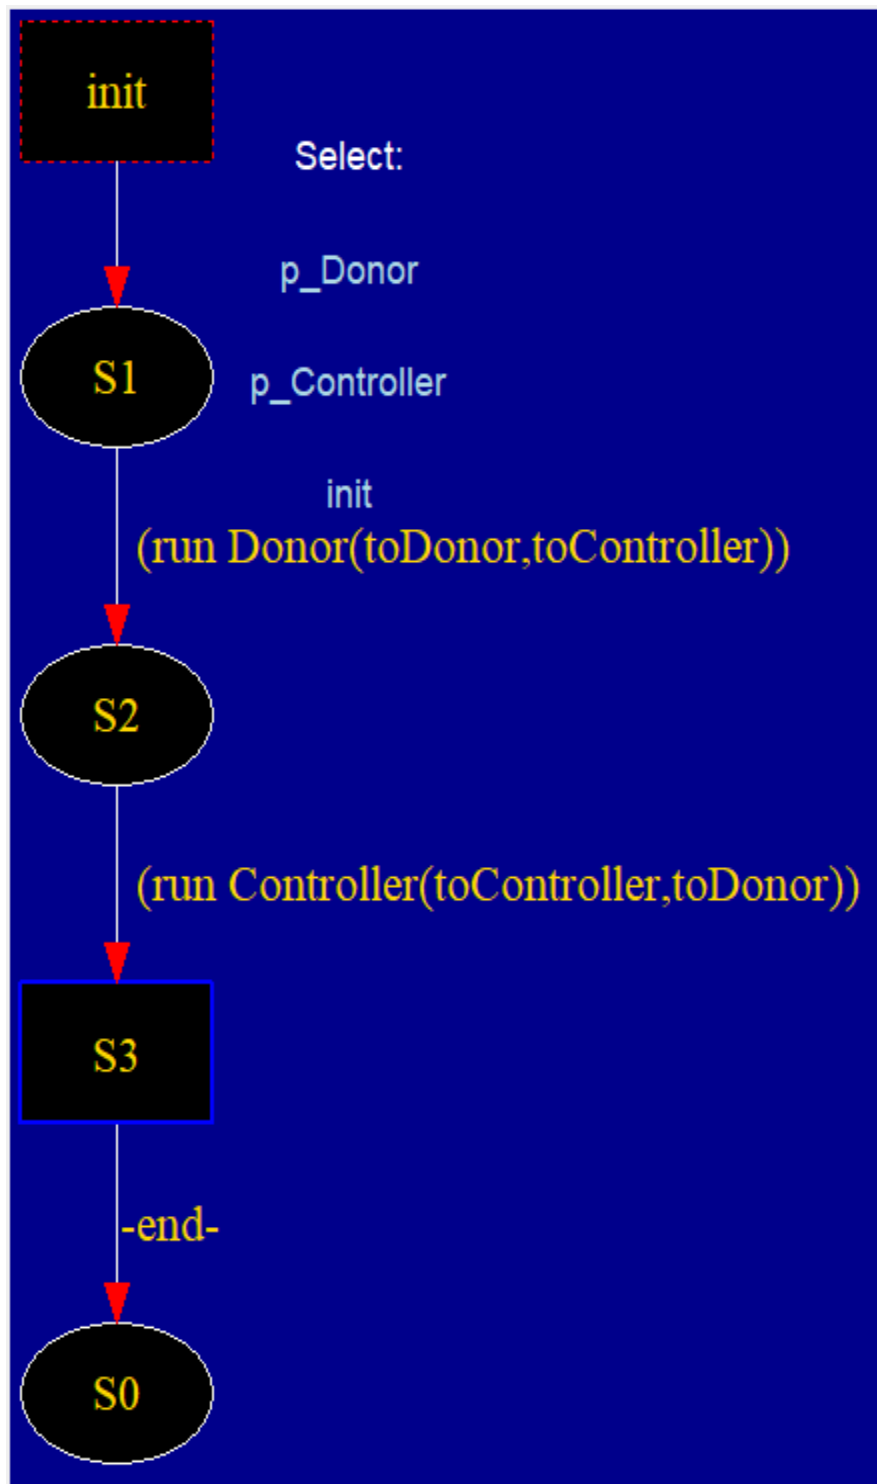 init
Select:
p_Donor
S1
p_Controller
init
(run Donor(toDonor,toController))
S2
(run Controller(toController,toDonor))
S3
-end-
S0